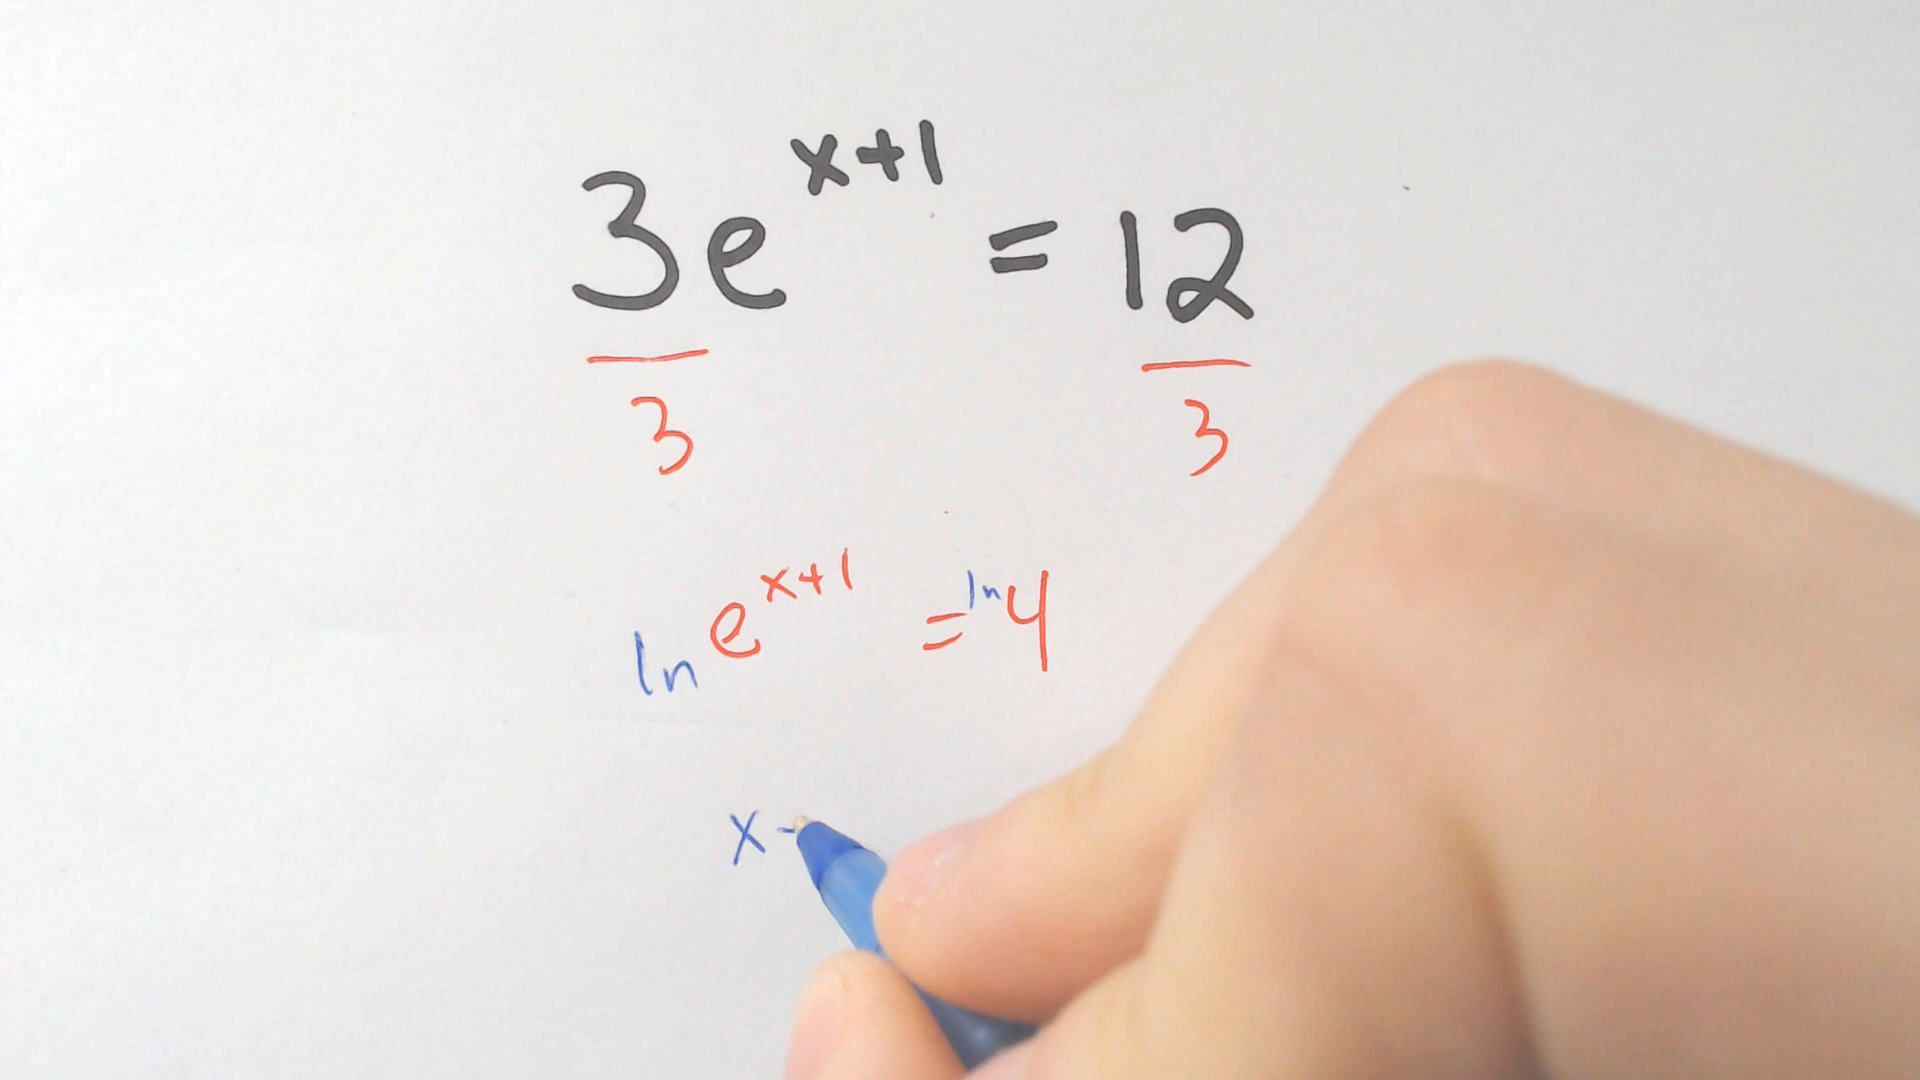 3e^{x+1} = 12
3 3
ln e^{x+1} = ln 4
x -